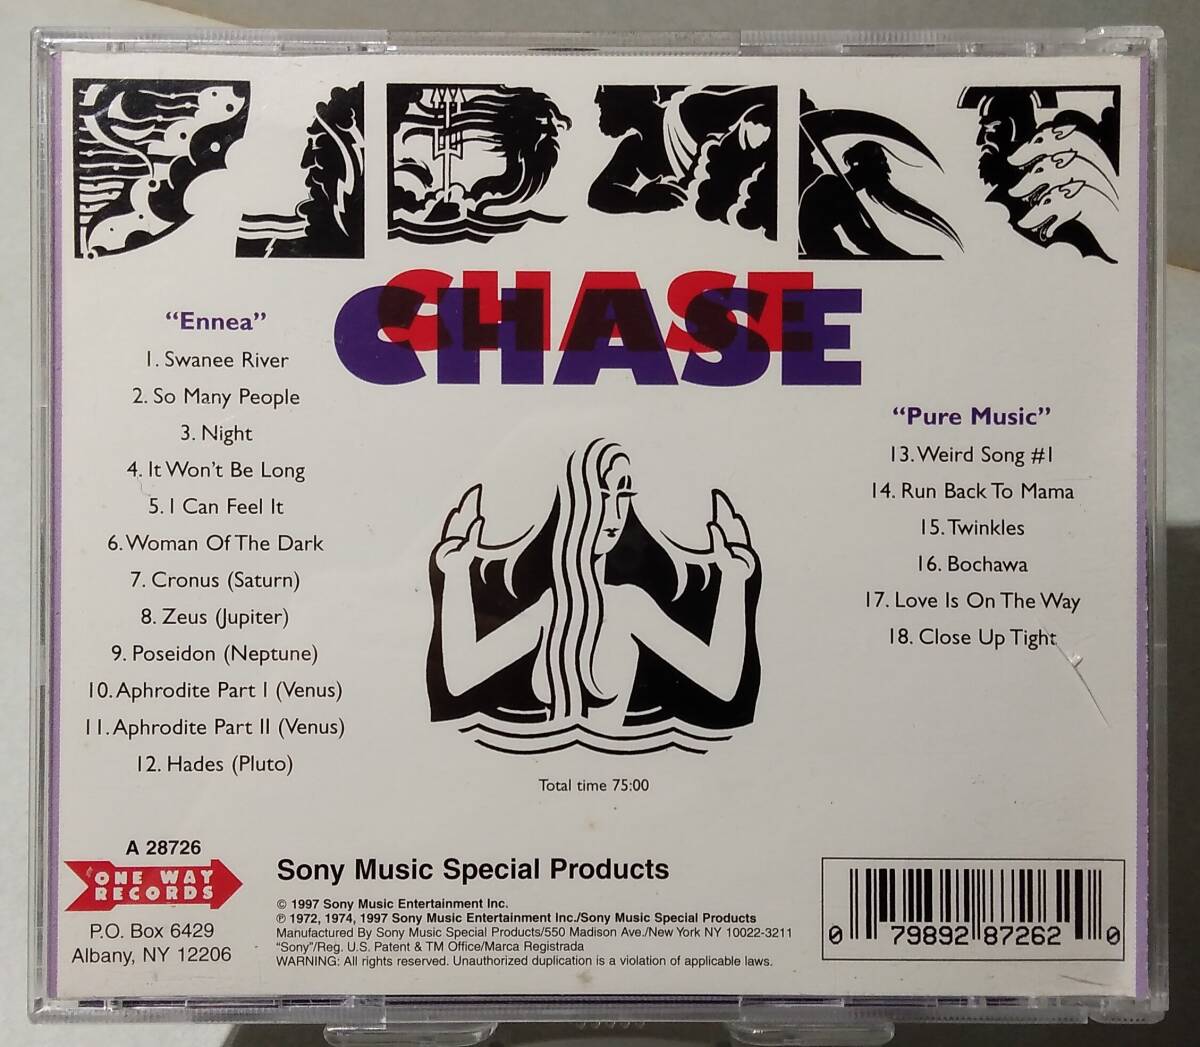 CHASE
CHASE
“Ennea”
1. Swanee River
2. So Many People
3. Night
4. It Won't Be Long
5. I Can Feel It
6. Woman Of The Dark
7. Cronus (Saturn)
8. Zeus (Jupiter)
9. Poseidon (Neptune)
10. Aphrodite Part I (Venus)
11. Aphrodite Part II (Venus)
12. Hades (Pluto)
“Pure Music”
13. Weird Song #1
14. Run Back To Mama
15. Twinkles
16. Bochawa
17. Love Is On The Way
18. Close Up Tight
Total time 75:00
A 28726
ONE WAY
RECORDS
P.O. Box 6429
Albany, NY 12206
Sony Music Special Products
© 1997 Sony Music Entertainment Inc.
℗ 1972, 1974, 1997 Sony Music Entertainment Inc./Sony Music Special Products
Manufactured By Sony Music Special Products/550 Madison Ave./New York NY 10022-3211
“Sony”/Reg. U.S. Patent & TM Office/Marca Registrada
WARNING: All rights reserved. Unauthorized duplication is a violation of applicable laws.
0 79892 87262 0